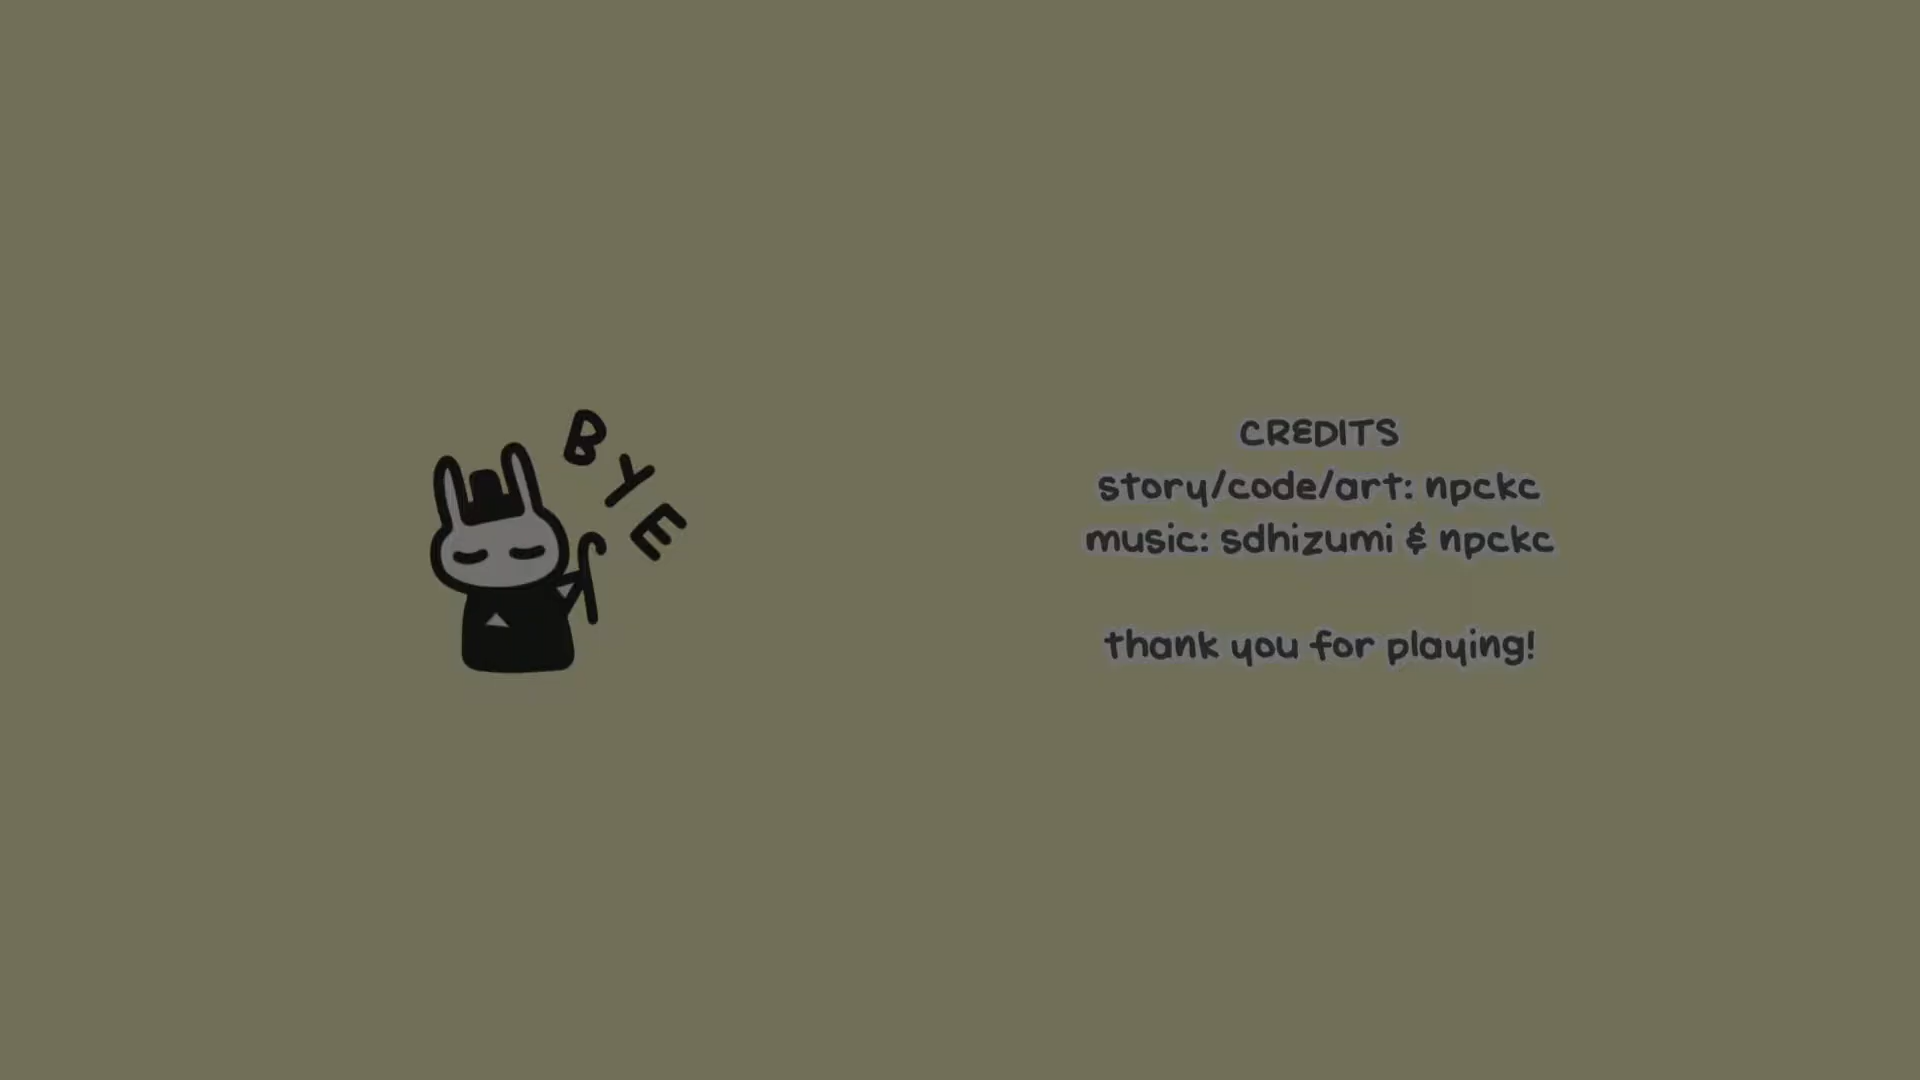 BYE
CREDITS
story/code/art: npckc
music: sdhizumi & npckc
thank you for playing!